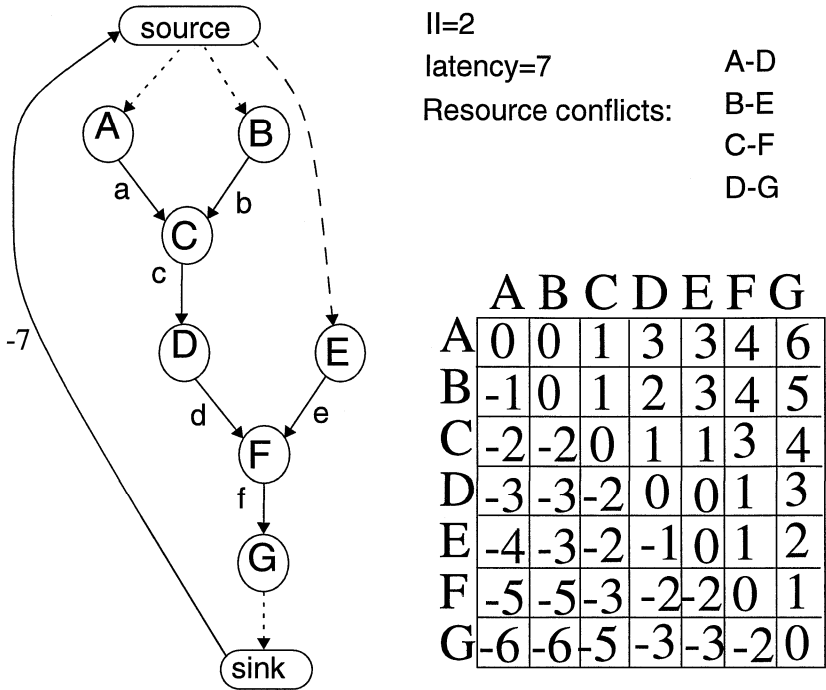 source
II=2
latency=7
Resource conflicts:
A-D
B-E
C-F
D-G
A
B
a
b
C
c
D
E
-7
d
e
F
f
G
sink
A B C D E F G
A 0 0 1 3 3 4 6
B -1 0 1 2 3 4 5
C -2 -2 0 1 1 3 4
D -3 -3 -2 0 0 1 3
E -4 -3 -2 -1 0 1 2
F -5 -5 -3 -2 -2 0 1
G -6 -6 -5 -3 -3 -2 0